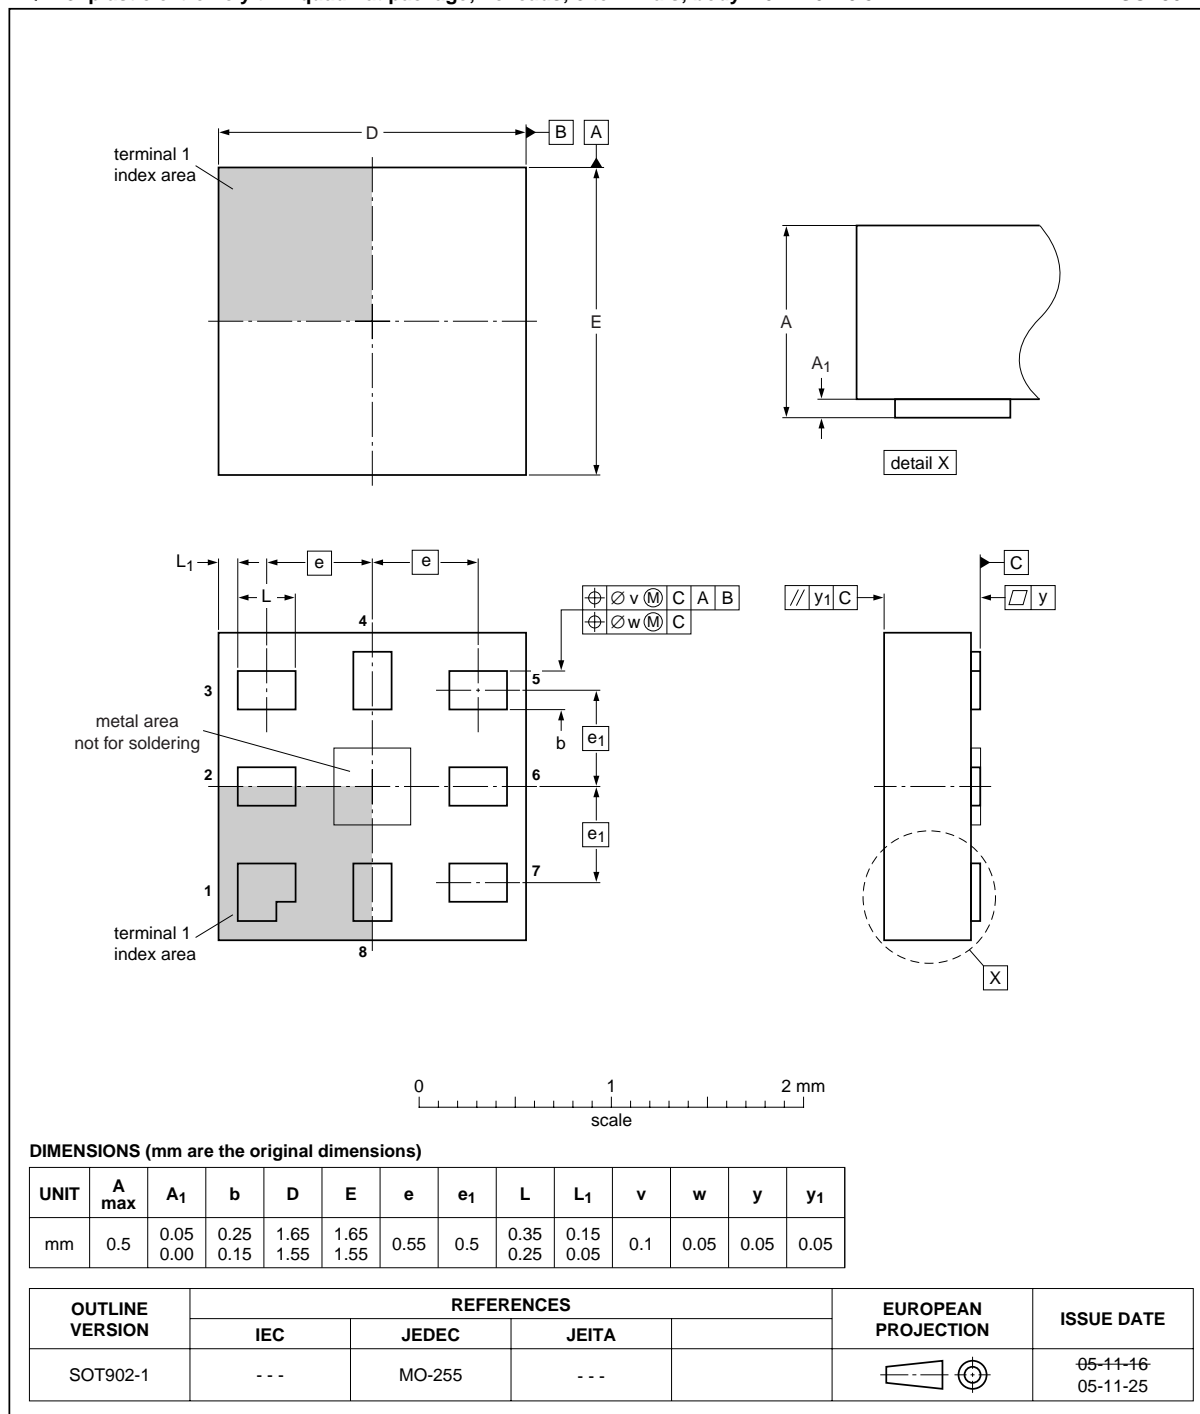 D
B
A
terminal 1
index area
E
A
A1
detail X
L1
e
e
L
4
⌖ ∅ v Ⓜ C A B
⌖ ∅ w Ⓜ C
// y1 C
C
⏥ y
3
5
metal area
not for soldering
b
e1
2
6
e1
1
7
terminal 1
index area
8
X
0 1 2 mm
scale
DIMENSIONS (mm are the original dimensions)
UNIT A max A1 b D E e e1 L L1 v w y y1
mm 0.5 0.05 0.00 0.25 0.15 1.65 1.55 1.65 1.55 0.55 0.5 0.35 0.25 0.15 0.05 0.1 0.05 0.05 0.05
OUTLINE VERSION REFERENCES EUROPEAN PROJECTION ISSUE DATE
IEC JEDEC JEITA
SOT902-1 - - - MO-255 - - - 05-11-16
05-11-25